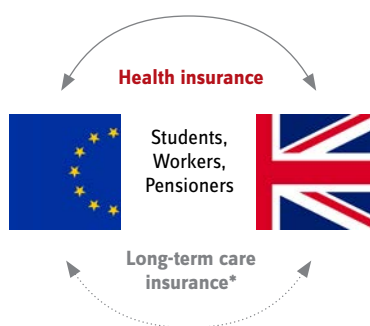 Health insurance
Students,
Workers,
Pensioners
Long-term care
insurance*